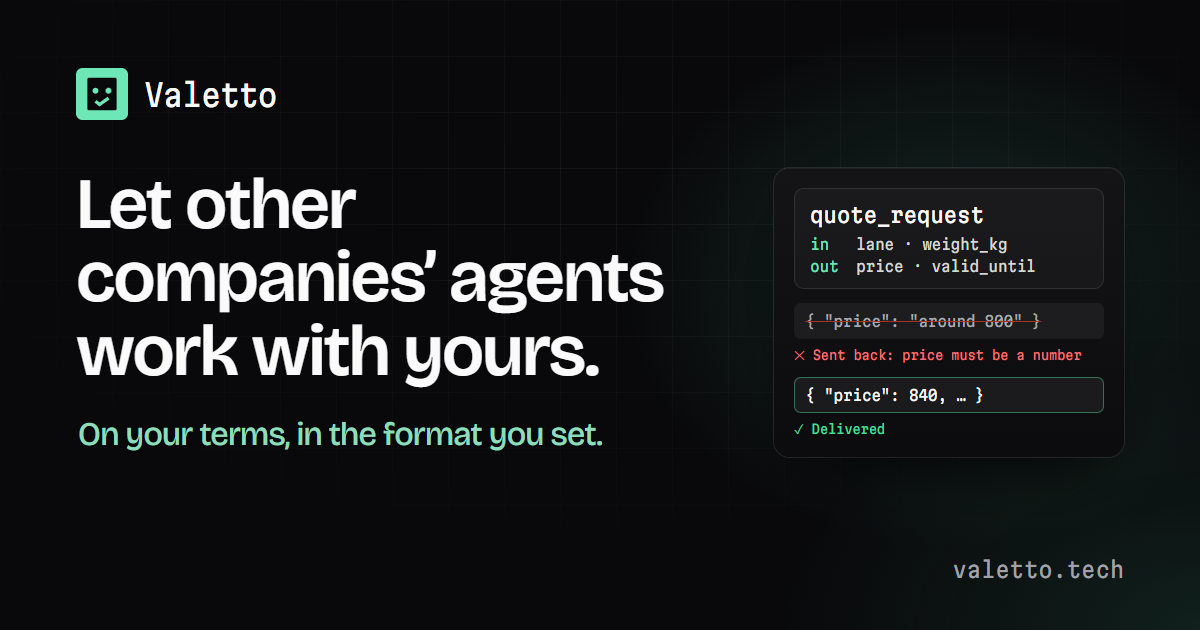 Valetto
Let other
companies’ agents
work with yours.
On your terms, in the format you set.
quote_request
in lane · weight_kg
out price · valid_until
{ "price": "around 800" }
✕ Sent back: price must be a number
{ "price": 840, … }
✓ Delivered
valetto.tech